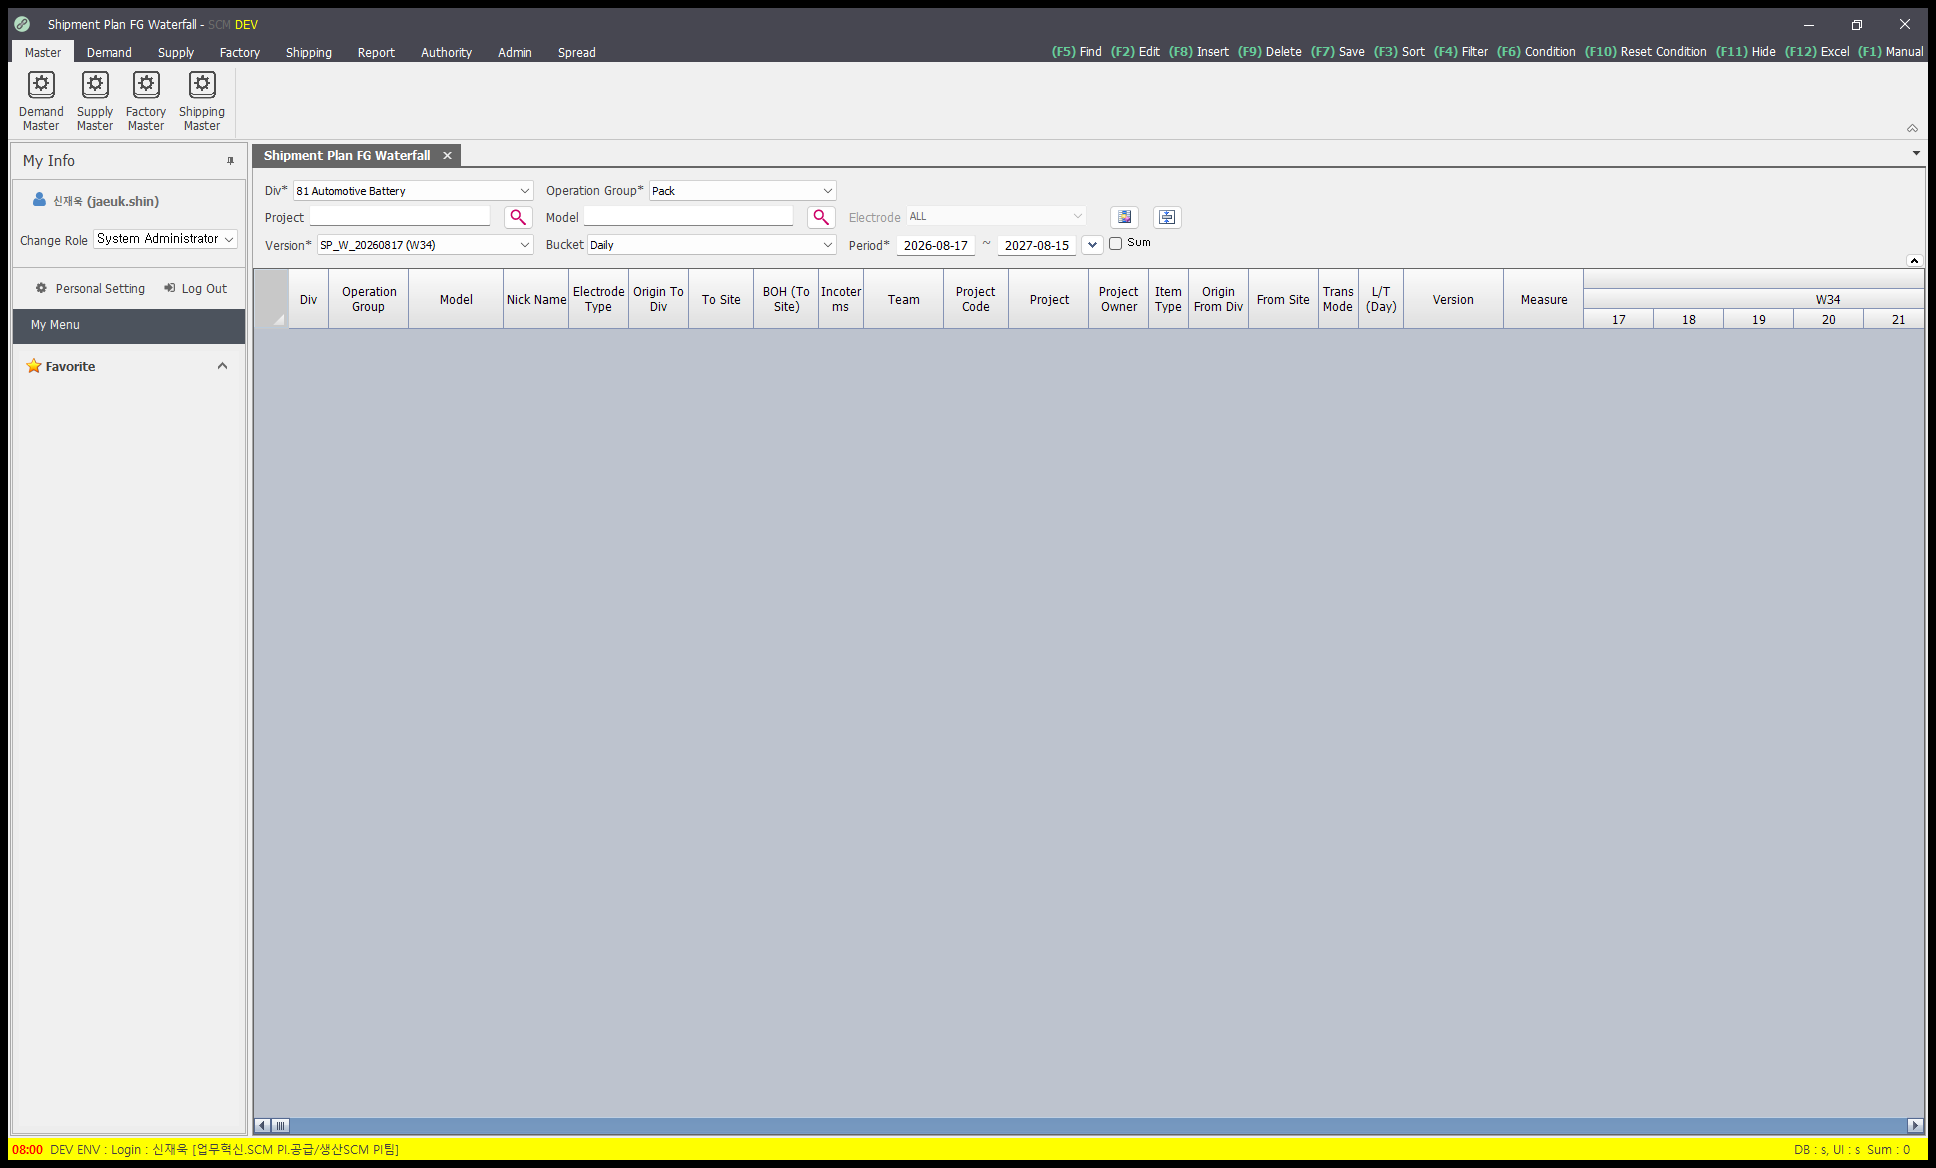 Shipment Plan FG Waterfall - SCM DEV
Master Demand Supply Factory Shipping Report Authority Admin Spread
(F5) Find (F2) Edit (F8) Insert (F9) Delete (F7) Save (F3) Sort (F4) Filter (F6) Condition (F10) Reset Condition (F11) Hide (F12) Excel (F1) Manual
Demand Master
Supply Master
Factory Master
Shipping Master
My Info
신재욱 (jaeuk.shin)
Change Role System Administrator
Personal Setting Log Out
My Menu
Favorite
Shipment Plan FG Waterfall
Div* 81 Automotive Battery Operation Group* Pack
Project Model Electrode ALL
Version* SP_W_20260817 (W34) Bucket Daily Period* 2026-08-17 ~ 2027-08-15 Sum
Div
Operation Group
Model
Nick Name
Electrode Type
Origin To Div
To Site
BOH (To Site)
Incoterms
Team
Project Code
Project
Project Owner
Item Type
Origin From Div
From Site
Trans Mode
L/T (Day)
Version
Measure
W34
17 18 19 20 21
08:00 DEV ENV : Login : 신재욱 [업무혁신.SCM PI.공급/생산SCM PI팀]
DB : s, UI : s Sum : 0